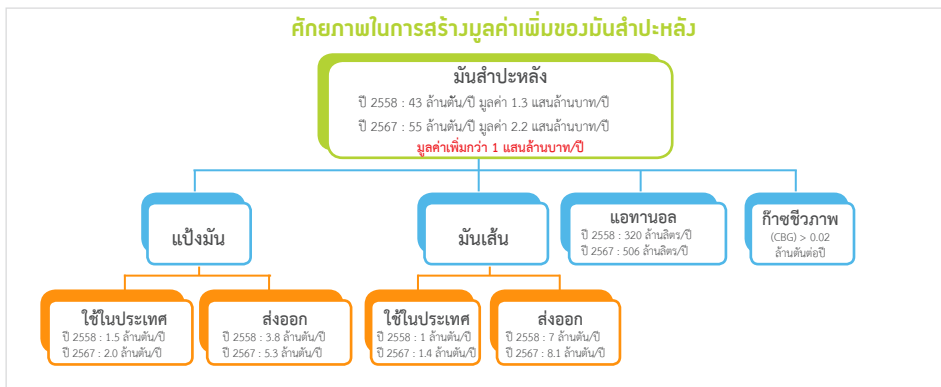 ศักยภาพในการสร้างมูลค่าเพิ่มของมันสำปะหลัง
มันสำปะหลัง
ปี 2558 : 43 ล้านตัน/ปี มูลค่า 1.3 แสนล้านบาท/ปี
ปี 2567 : 55 ล้านตัน/ปี มูลค่า 2.2 แสนล้านบาท/ปี
มูลค่าเพิ่มกว่า 1 แสนล้านบาท/ปี
แป้งมัน
มันเส้น
แอทานอล
ปี 2558 : 320 ล้านลิตร/ปี
ปี 2567 : 506 ล้านลิตร/ปี
ก๊าซชีวภาพ
(CBG) > 0.02
ล้านตันต่อปี
ใช้ในประเทศ
ปี 2558 : 1.5 ล้านตัน/ปี
ปี 2567 : 2.0 ล้านตัน/ปี
ส่งออก
ปี 2558 : 3.8 ล้านตัน/ปี
ปี 2567 : 5.3 ล้านตัน/ปี
ใช้ในประเทศ
ปี 2558 : 1 ล้านตัน/ปี
ปี 2567 : 1.4 ล้านตัน/ปี
ส่งออก
ปี 2558 : 7 ล้านตัน/ปี
ปี 2567 : 8.1 ล้านตัน/ปี